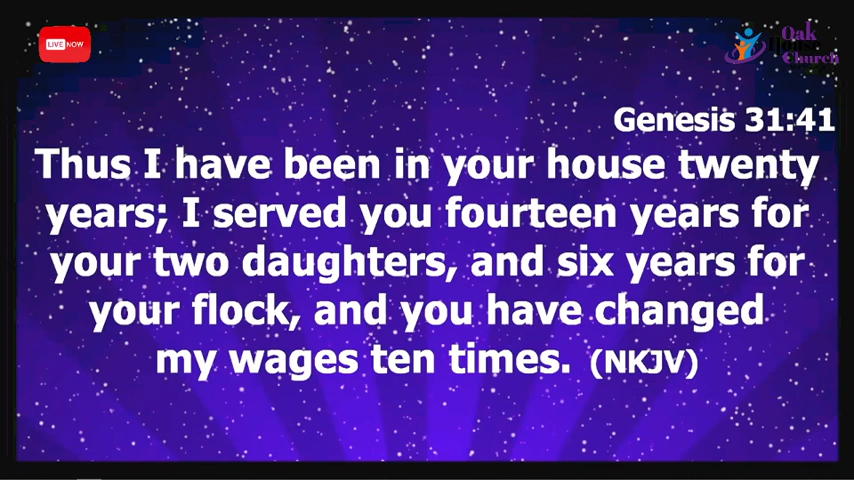 LIVE NOW
Oak
House
Church
Genesis 31:41
Thus I have been in your house twenty
years; I served you fourteen years for
your two daughters, and six years for
your flock, and you have changed
my wages ten times. (NKJV)